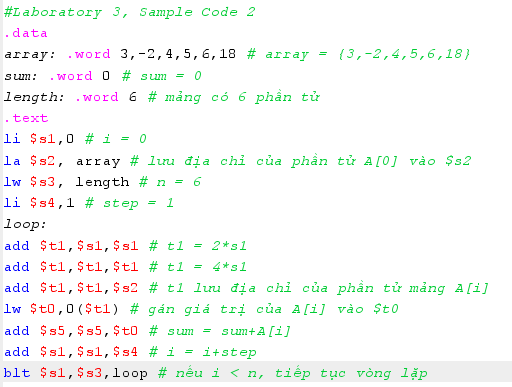 #Laboratory 3, Sample Code 2
.data
array: .word 3,-2,4,5,6,18 # array = {3,-2,4,5,6,18}
sum: .word 0 # sum = 0
length: .word 6 # mảng có 6 phần tử
.text
li $s1,0 # i = 0
la $s2, array # lưu địa chỉ của phần tử A[0] vào $s2
lw $s3, length # n = 6
li $s4,1 # step = 1
loop:
add $t1,$s1,$s1 # t1 = 2*s1
add $t1,$t1,$t1 # t1 = 4*s1
add $t1,$t1,$s2 # t1 lưu địa chỉ của phần tử mảng A[i]
lw $t0,0($t1) # gán giá trị của A[i] vào $t0
add $s5,$s5,$t0 # sum = sum+A[i]
add $s1,$s1,$s4 # i = i+step
blt $s1,$s3,loop # nếu i < n, tiếp tục vòng lặp